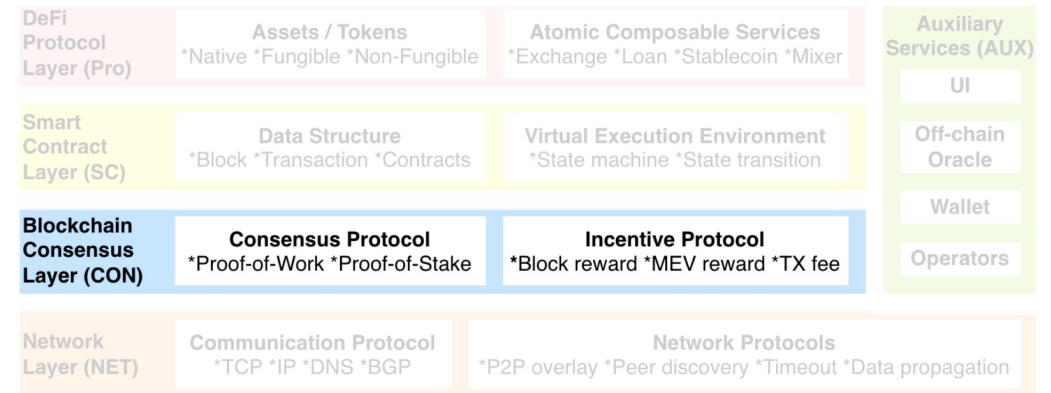 DeFi
Protocol
Layer (Pro)
Assets / Tokens
*Native *Fungible *Non-Fungible
Atomic Composable Services
*Exchange *Loan *Stablecoin *Mixer
Smart
Contract
Layer (SC)
Data Structure
*Block *Transaction *Contracts
Virtual Execution Environment
*State machine *State transition
Blockchain
Consensus
Layer (CON)
Consensus Protocol
*Proof-of-Work *Proof-of-Stake
Incentive Protocol
*Block reward *MEV reward *TX fee
Network
Layer (NET)
Communication Protocol
*TCP *IP *DNS *BGP
Network Protocols
*P2P overlay *Peer discovery *Timeout *Data propagation
Auxiliary
Services (AUX)
UI
Off-chain
Oracle
Wallet
Operators